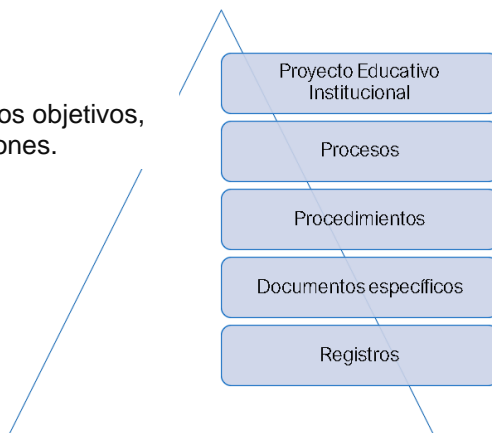 Proyecto Educativo
Institucional
os objetivos,
ones.
Procesos
Procedimientos
Documentos específicos
Registros